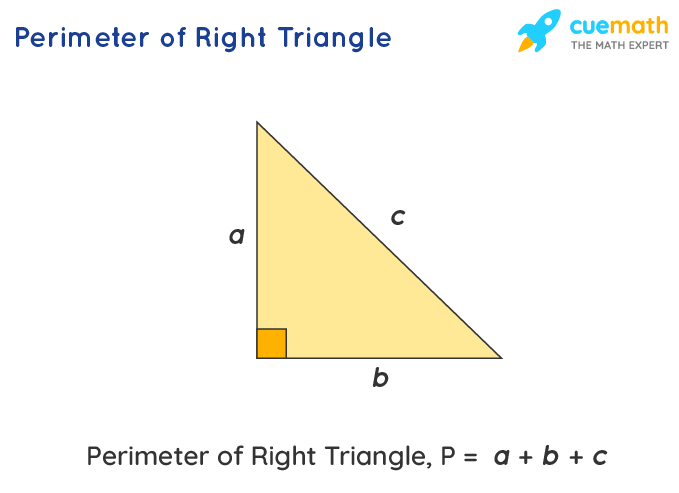 Perimeter of Right Triangle
cuemath
THE MATH EXPERT
a
c
b
Perimeter of Right Triangle, P = a + b + c